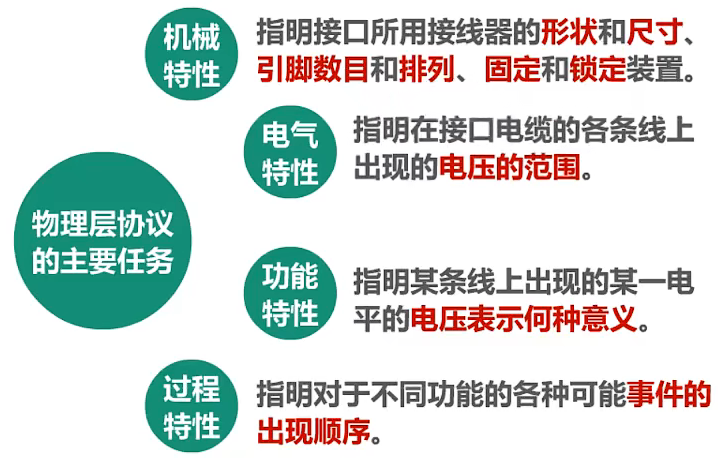 物理层协议
的主要任务
机械
特性
指明接口所用接线器的形状和尺寸、
引脚数目和排列、固定和锁定装置。
电气
特性
指明在接口电缆的各条线上
出现的电压的范围。
功能
特性
指明某条线上出现的某一电
平的电压表示何种意义。
过程
特性
指明对于不同功能的各种可能事件的
出现顺序。